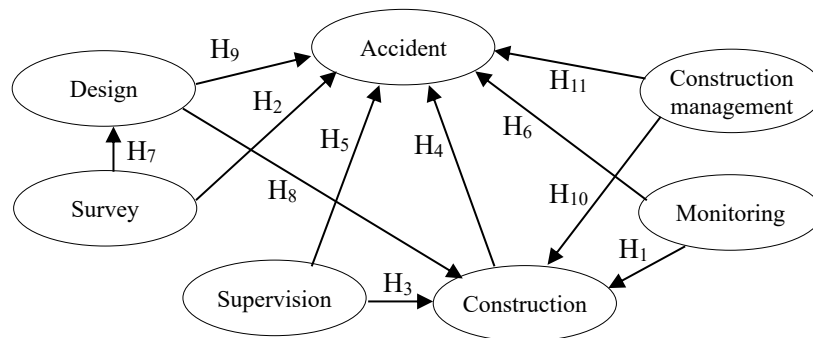 Accident
H9
Design
H11
Construction
management
H2
H5
H4
H6
H7
Survey
H8
H10
Monitoring
H1
Supervision
H3
Construction